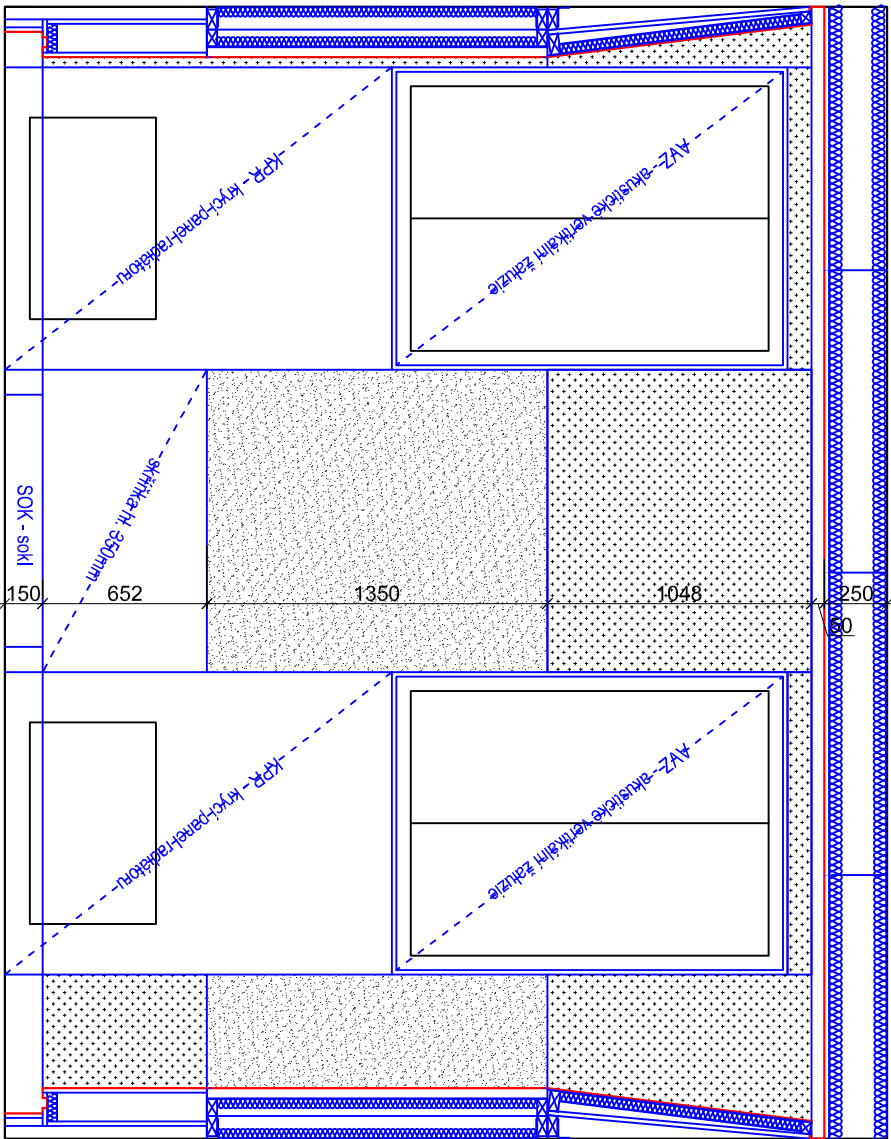 KPR - krycí panel radiátoru
AVZ - akustické vertikální žaluzie
SOK - sokl
skříňka hl. 350mm
150
652
1350
1048
250
50
KPR - krycí panel radiátoru
AVZ - akustické vertikální žaluzie